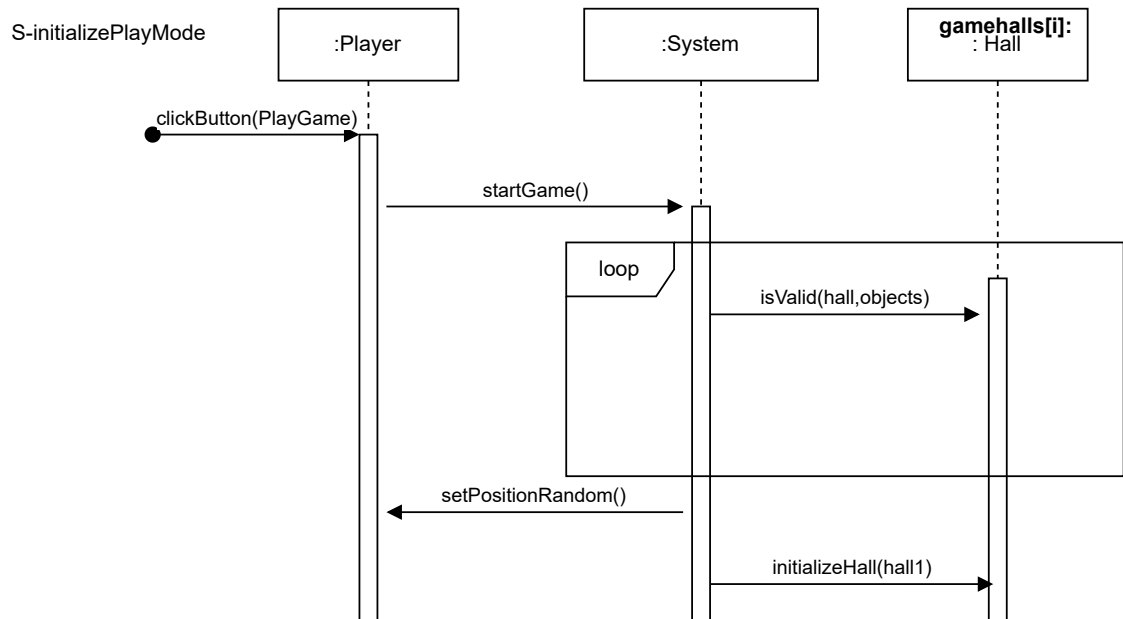 S-initializePlayMode
:Player
:System
gamehalls[i]:
: Hall
clickButton(PlayGame)
startGame()
loop
isValid(hall,objects)
setPositionRandom()
initializeHall(hall1)